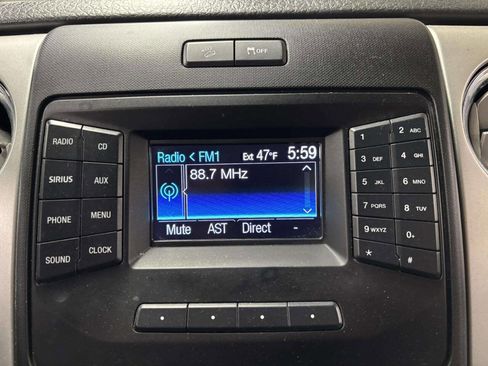 OFF
RADIO CD
SIRIUS AUX
PHONE MENU
SOUND CLOCK
Radio < FM1 Ext 47°F 5:59
88.7 MHz
Mute AST Direct -
1 2 ABC
3 DEF 4 GHI
5 JKL 6 MNO
7 PQRS 8 TUV
9 WXYZ 0+
* #